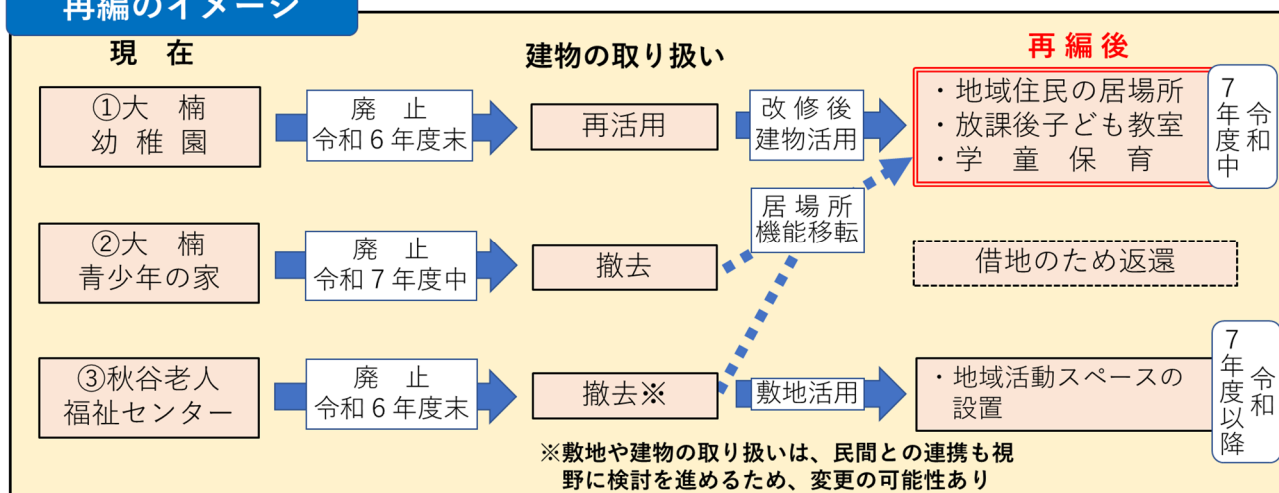 再編のイメージ
現 在
建物の取り扱い
再編後
①大 楠
幼 稚 園
廃 止
令和6年度末
再活用
改修後
建物活用
・地域住民の居場所
・放課後子ども教室
・学 童 保 育
令和
7年度中
居場所
機能移転
②大 楠
青少年の家
廃 止
令和7年度中
撤去
借地のため返還
③秋谷老人
福祉センター
廃 止
令和6年度末
撤去※
敷地活用
・地域活動スペースの
設置
令和
7年度以降
※敷地や建物の取り扱いは、民間との連携も視
野に検討を進めるため、変更の可能性あり